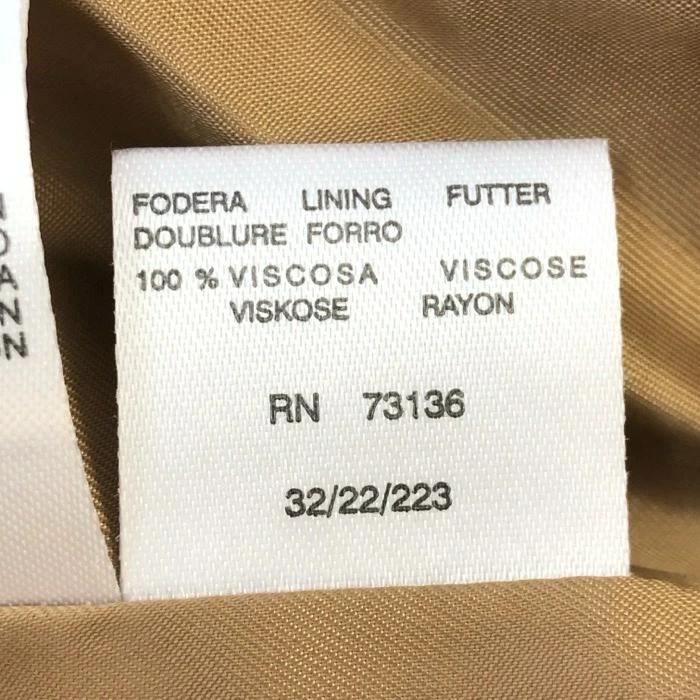 FODERA LINING FUTTER
DOUBLURE FORRO
100 % VISCOSA VISCOSE
VISKOSE RAYON
RN 73136
32/22/223